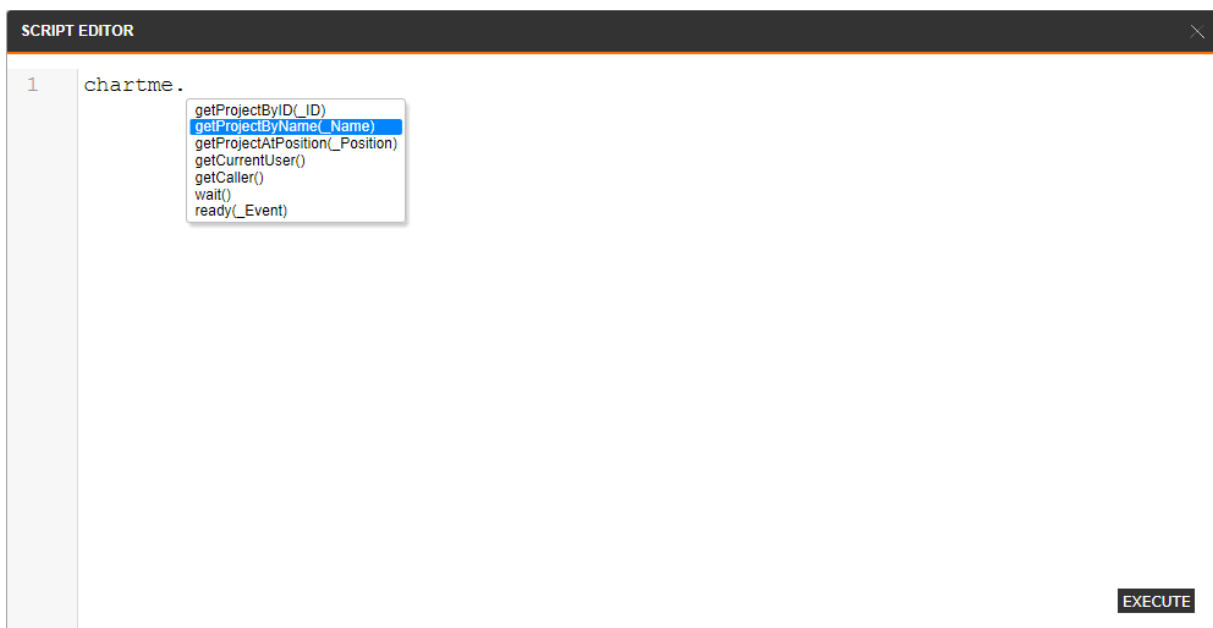 SCRIPT EDITOR
1 chartme.
getProjectByID(_ID)
getProjectByName(_Name)
getProjectAtPosition(_Position)
getCurrentUser()
getCaller()
wait()
ready(_Event)
EXECUTE